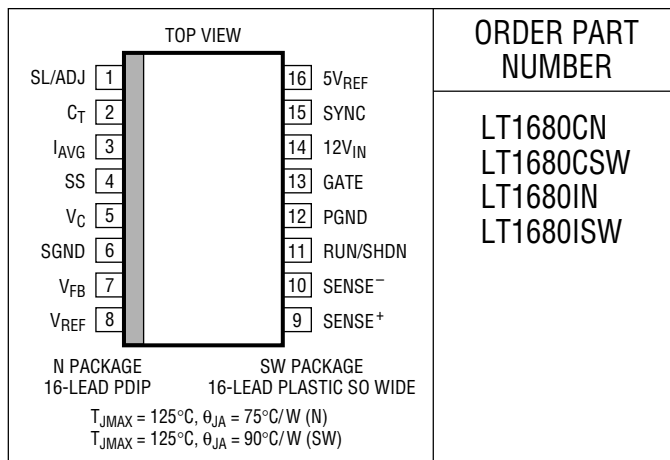 TOP VIEW
SL/ADJ 1
CT 2
IAVG 3
SS 4
VC 5
SGND 6
VFB 7
VREF 8
16 5VREF
15 SYNC
14 12VIN
13 GATE
12 PGND
11 RUN/SHDN
10 SENSE−
9 SENSE+
N PACKAGE
16-LEAD PDIP
SW PACKAGE
16-LEAD PLASTIC SO WIDE
TJMAX = 125°C, θJA = 75°C/W (N)
TJMAX = 125°C, θJA = 90°C/W (SW)
ORDER PART
NUMBER
LT1680CN
LT1680CSW
LT1680IN
LT1680ISW